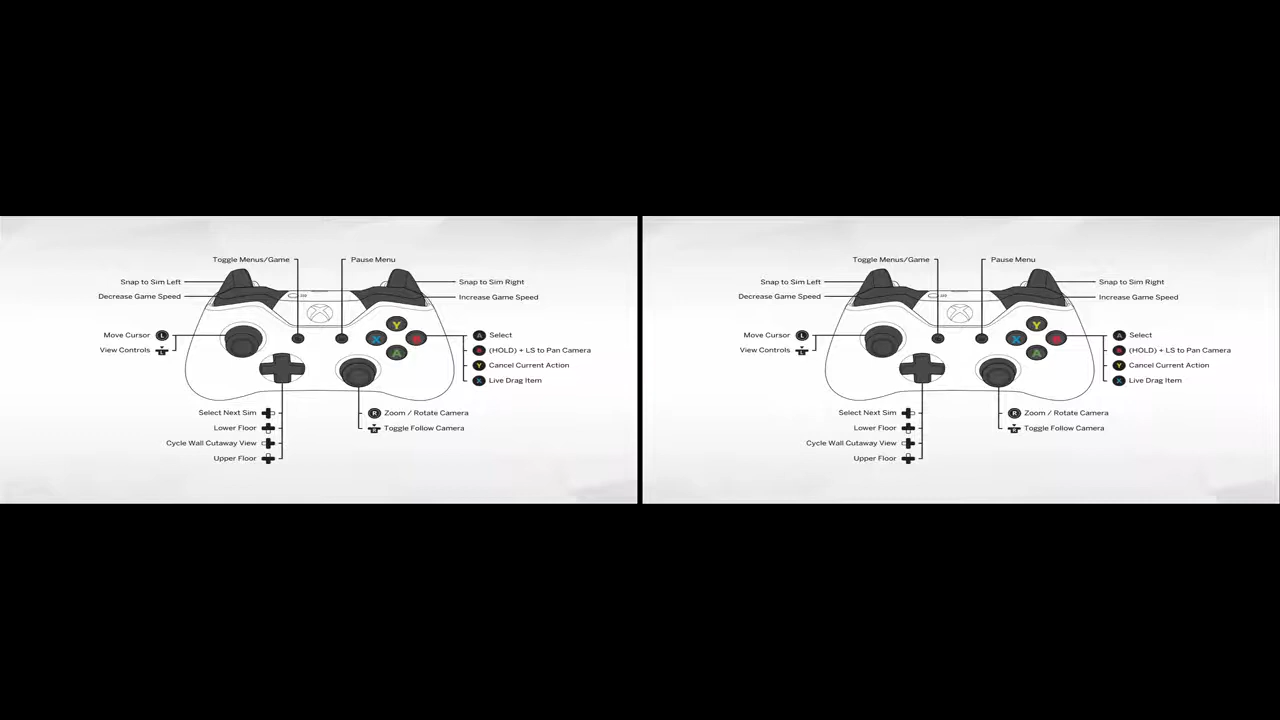 Toggle Menus/Game
Pause Menu
Snap to Sim Left
Snap to Sim Right
Decrease Game Speed
Increase Game Speed
Y
X
B
A
Move Cursor L
View Controls L
A Select
B (HOLD) + LS to Pan Camera
Y Cancel Current Action
X Live Drag Item
Select Next Sim
Lower Floor
Cycle Wall Cutaway View
Upper Floor
R Zoom / Rotate Camera
R Toggle Follow Camera
Toggle Menus/Game
Pause Menu
Snap to Sim Left
Snap to Sim Right
Decrease Game Speed
Increase Game Speed
Y
X
B
A
Move Cursor L
View Controls L
A Select
B (HOLD) + LS to Pan Camera
Y Cancel Current Action
X Live Drag Item
Select Next Sim
Lower Floor
Cycle Wall Cutaway View
Upper Floor
R Zoom / Rotate Camera
R Toggle Follow Camera